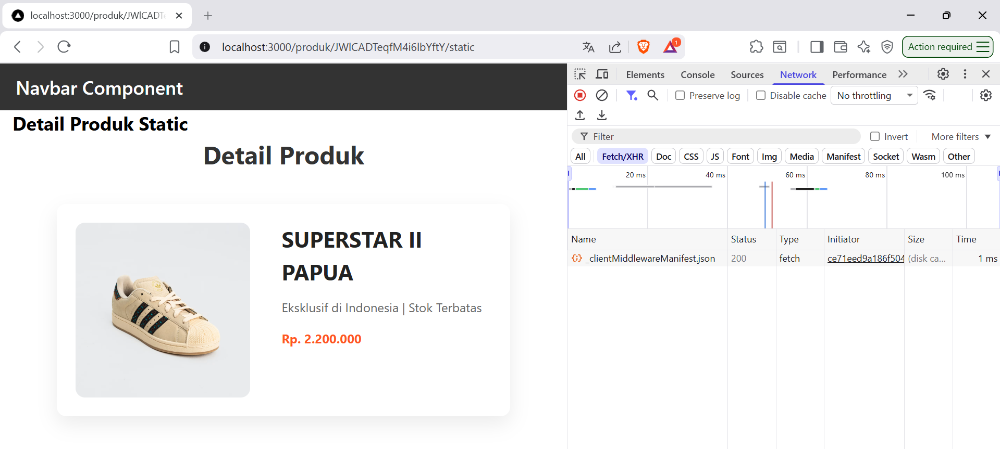 localhost:3000/produk/JWlCADTe
localhost:3000/produk/JWlCADTeqfM4i6lbYftY/static
1
Action required
Navbar Component
Detail Produk Static
Detail Produk
SUPERSTAR II
PAPUA
Eksklusif di Indonesia | Stok Terbatas
Rp. 2.200.000
Elements
Console
Sources
Network
Performance
Preserve log
Disable cache
No throttling
Filter
Invert
More filters
All
Fetch/XHR
Doc
CSS
JS
Font
Img
Media
Manifest
Socket
Wasm
Other
20 ms
40 ms
60 ms
80 ms
100 ms
Name Status Type Initiator Size Time
_clientMiddlewareManifest.json 200 fetch ce71eed9a186f504 (disk ca... 1 ms